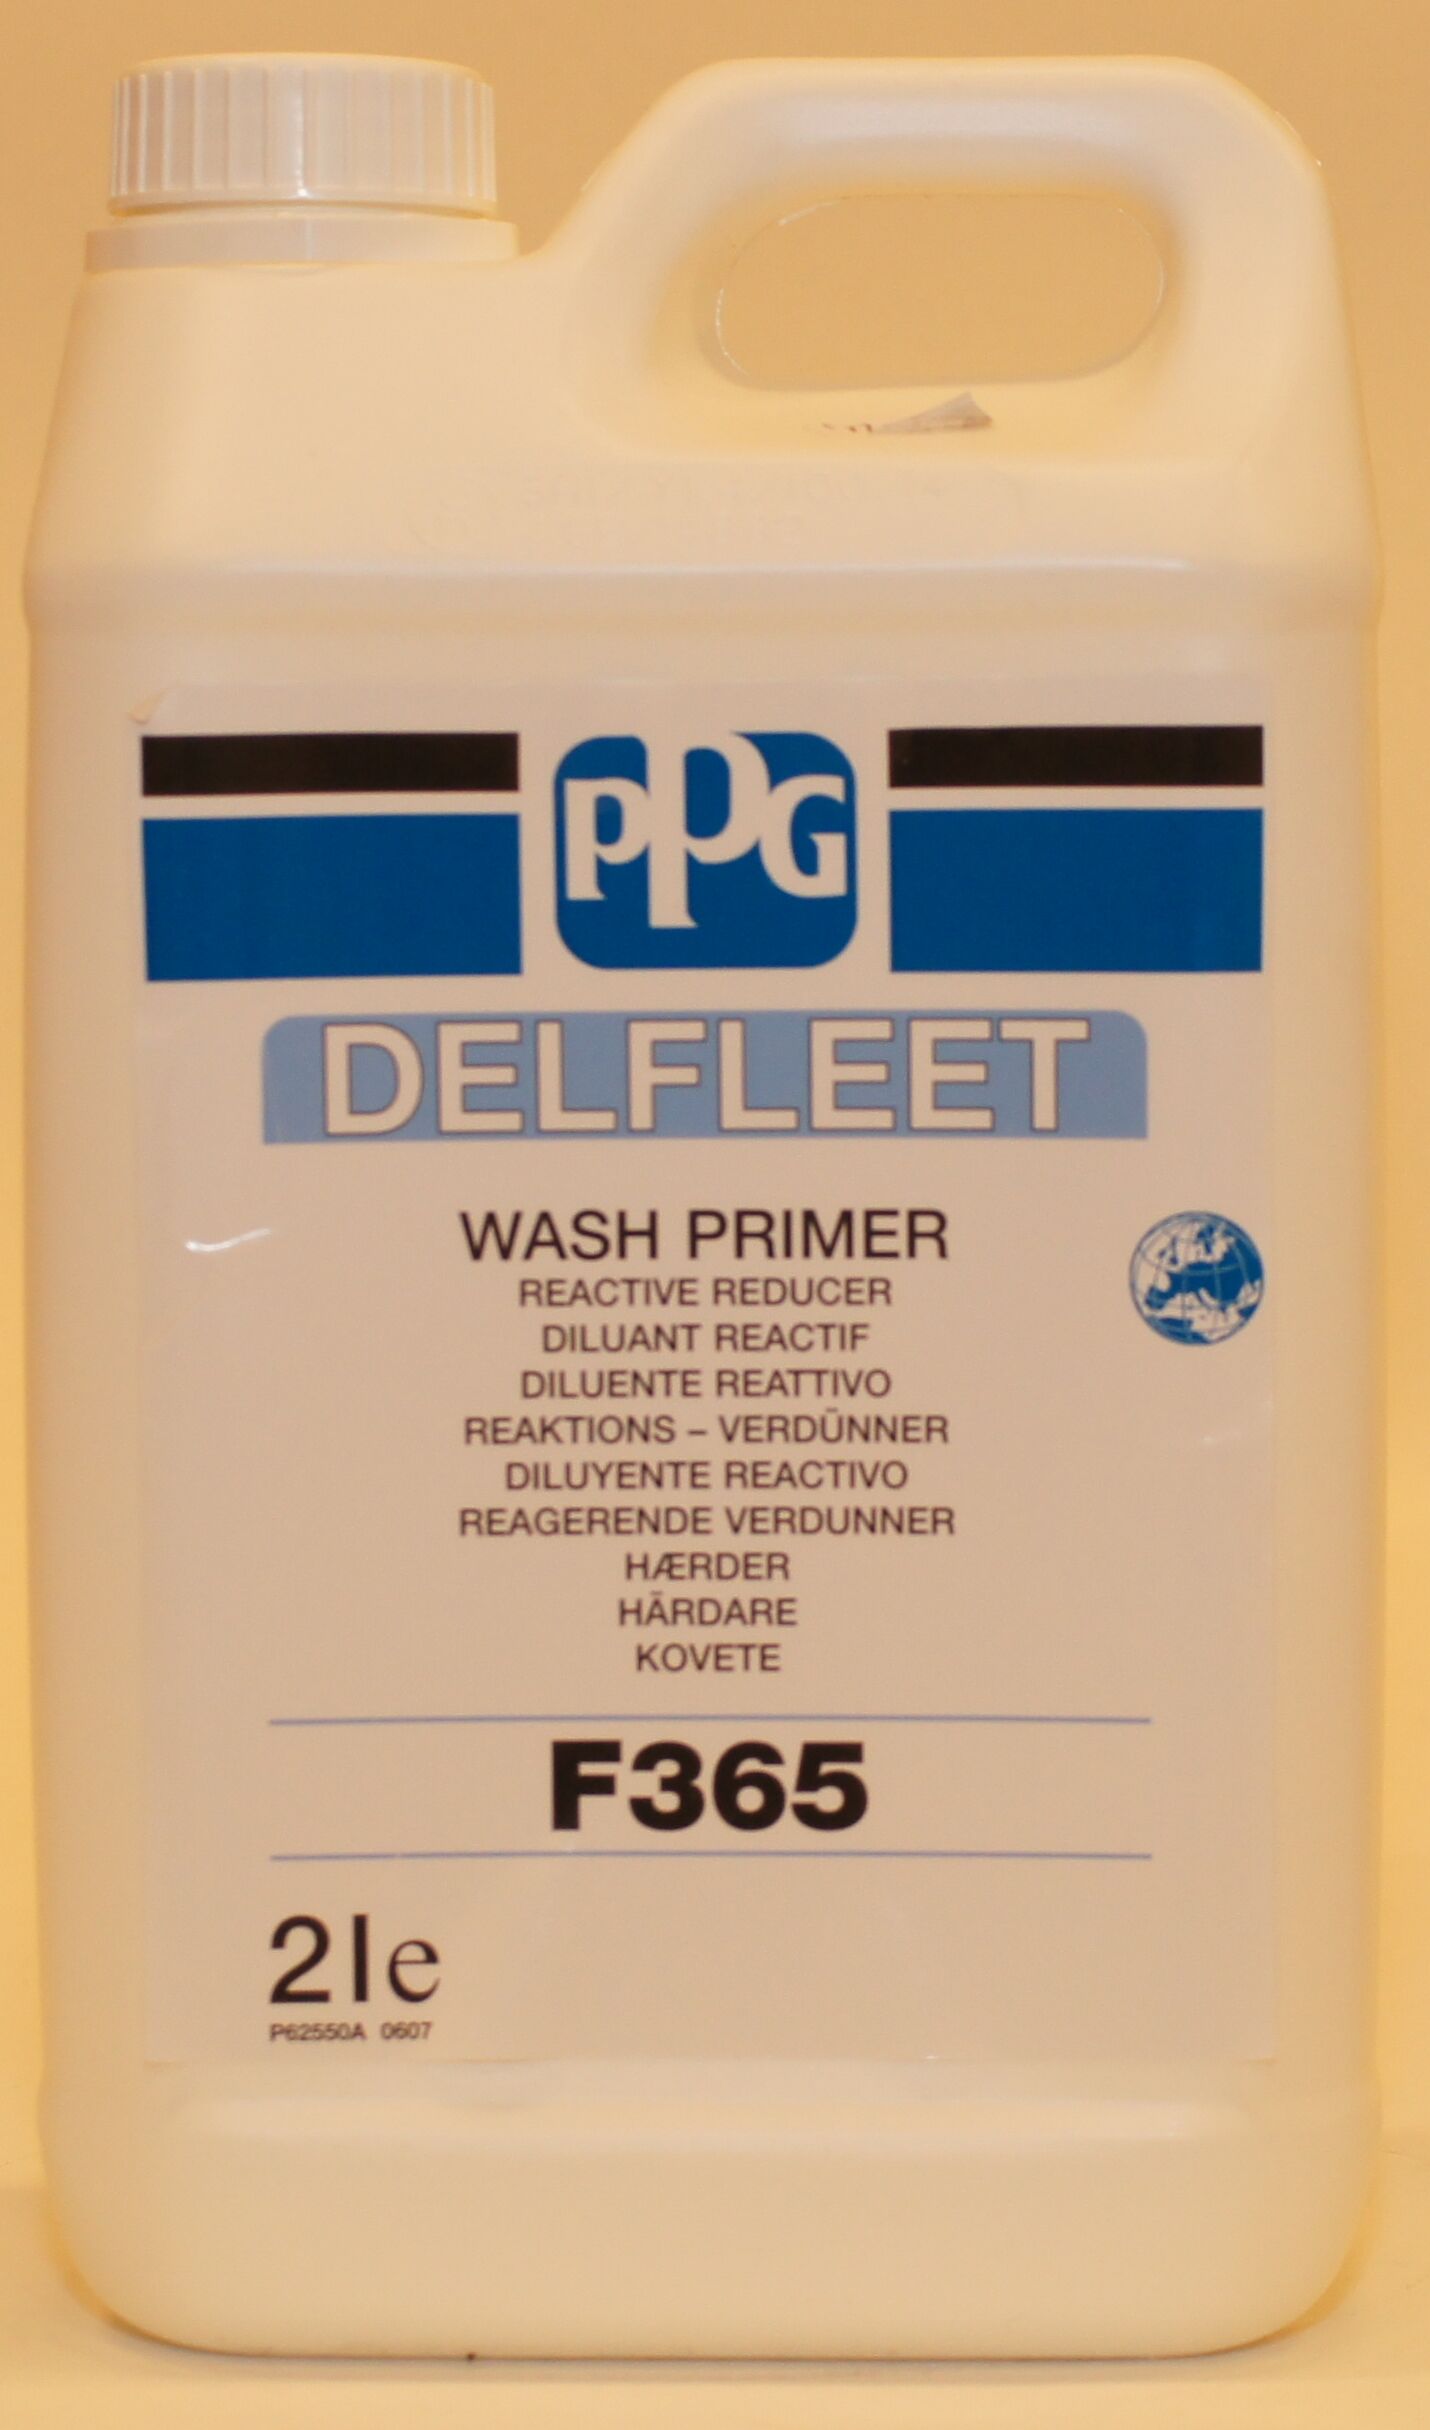 PPG
DELFLEET
WASH PRIMER
REACTIVE REDUCER
DILUANT REACTIF
DILUENTE REATTIVO
REAKTIONS – VERDÜNNER
DILUYENTE REACTIVO
REAGERENDE VERDUNNER
HÆRDER
HÄRDARE
KOVETE
F365
2 l e
P62550A 0607